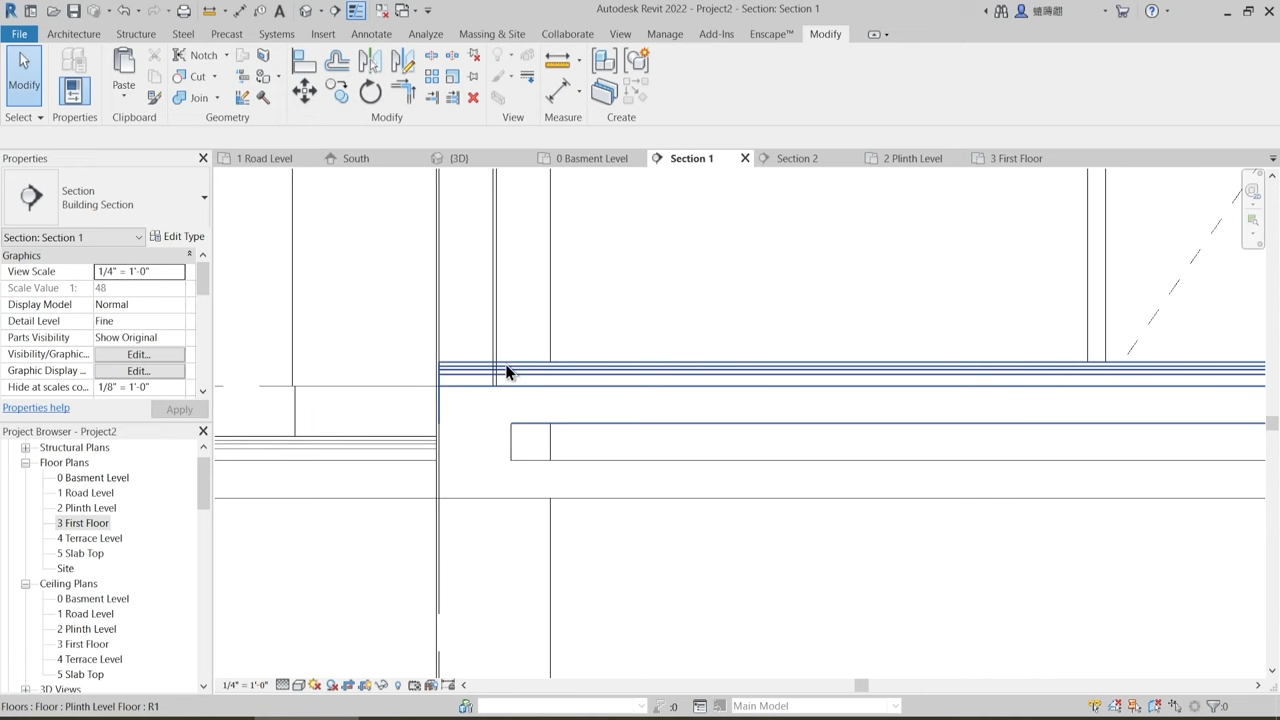 Autodesk Revit 2022 - Project2 - Section: Section 1
File Architecture Structure Steel Precast Systems Insert Annotate Analyze Massing & Site Collaborate View Manage Add-Ins Enscape™ Modify
Notch
Cut
Join
Modify
Paste
Select Properties Clipboard Geometry Modify View Measure Create
Properties
1 Road Level South {3D} 0 Basment Level Section 1 Section 2 2 Plinth Level 3 First Floor
Section
Building Section
Section: Section 1 Edit Type
Graphics
View Scale 1/4" = 1'-0"
Scale Value 1: 48
Display Model Normal
Detail Level Fine
Parts Visibility Show Original
Visibility/Graphic... Edit...
Graphic Display ... Edit...
Hide at scales co... 1/8" = 1'-0"
Properties help Apply
Project Browser - Project2
Structural Plans
Floor Plans
0 Basment Level
1 Road Level
2 Plinth Level
3 First Floor
4 Terrace Level
5 Slab Top
Site
Ceiling Plans
0 Basment Level
1 Road Level
2 Plinth Level
3 First Floor
4 Terrace Level
5 Slab Top
3D Views
1/4" = 1'-0"
Floors : Floor : Plinth Level Floor : R1
:0
Main Model
:0